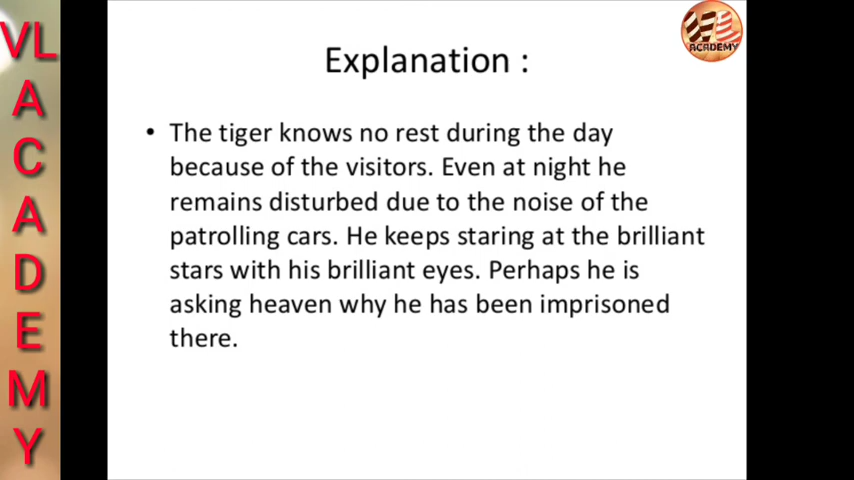 VL
A
C
A
D
E
M
Y
ACADEMY
Explanation :
• The tiger knows no rest during the day
because of the visitors. Even at night he
remains disturbed due to the noise of the
patrolling cars. He keeps staring at the brilliant
stars with his brilliant eyes. Perhaps he is
asking heaven why he has been imprisoned
there.